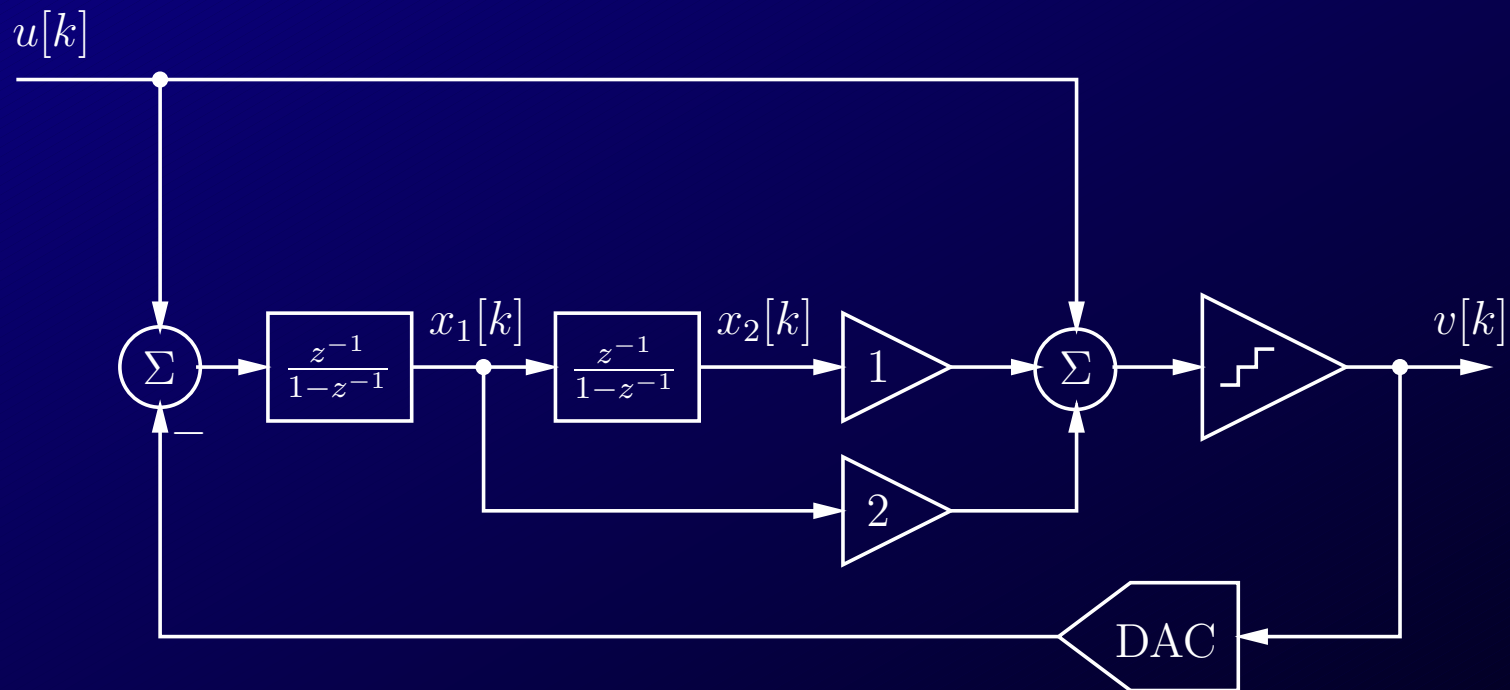 u[k]
Σ
−
z⁻¹
1−z⁻¹
x₁[k]
z⁻¹
1−z⁻¹
x₂[k]
1
2
Σ
v[k]
DAC